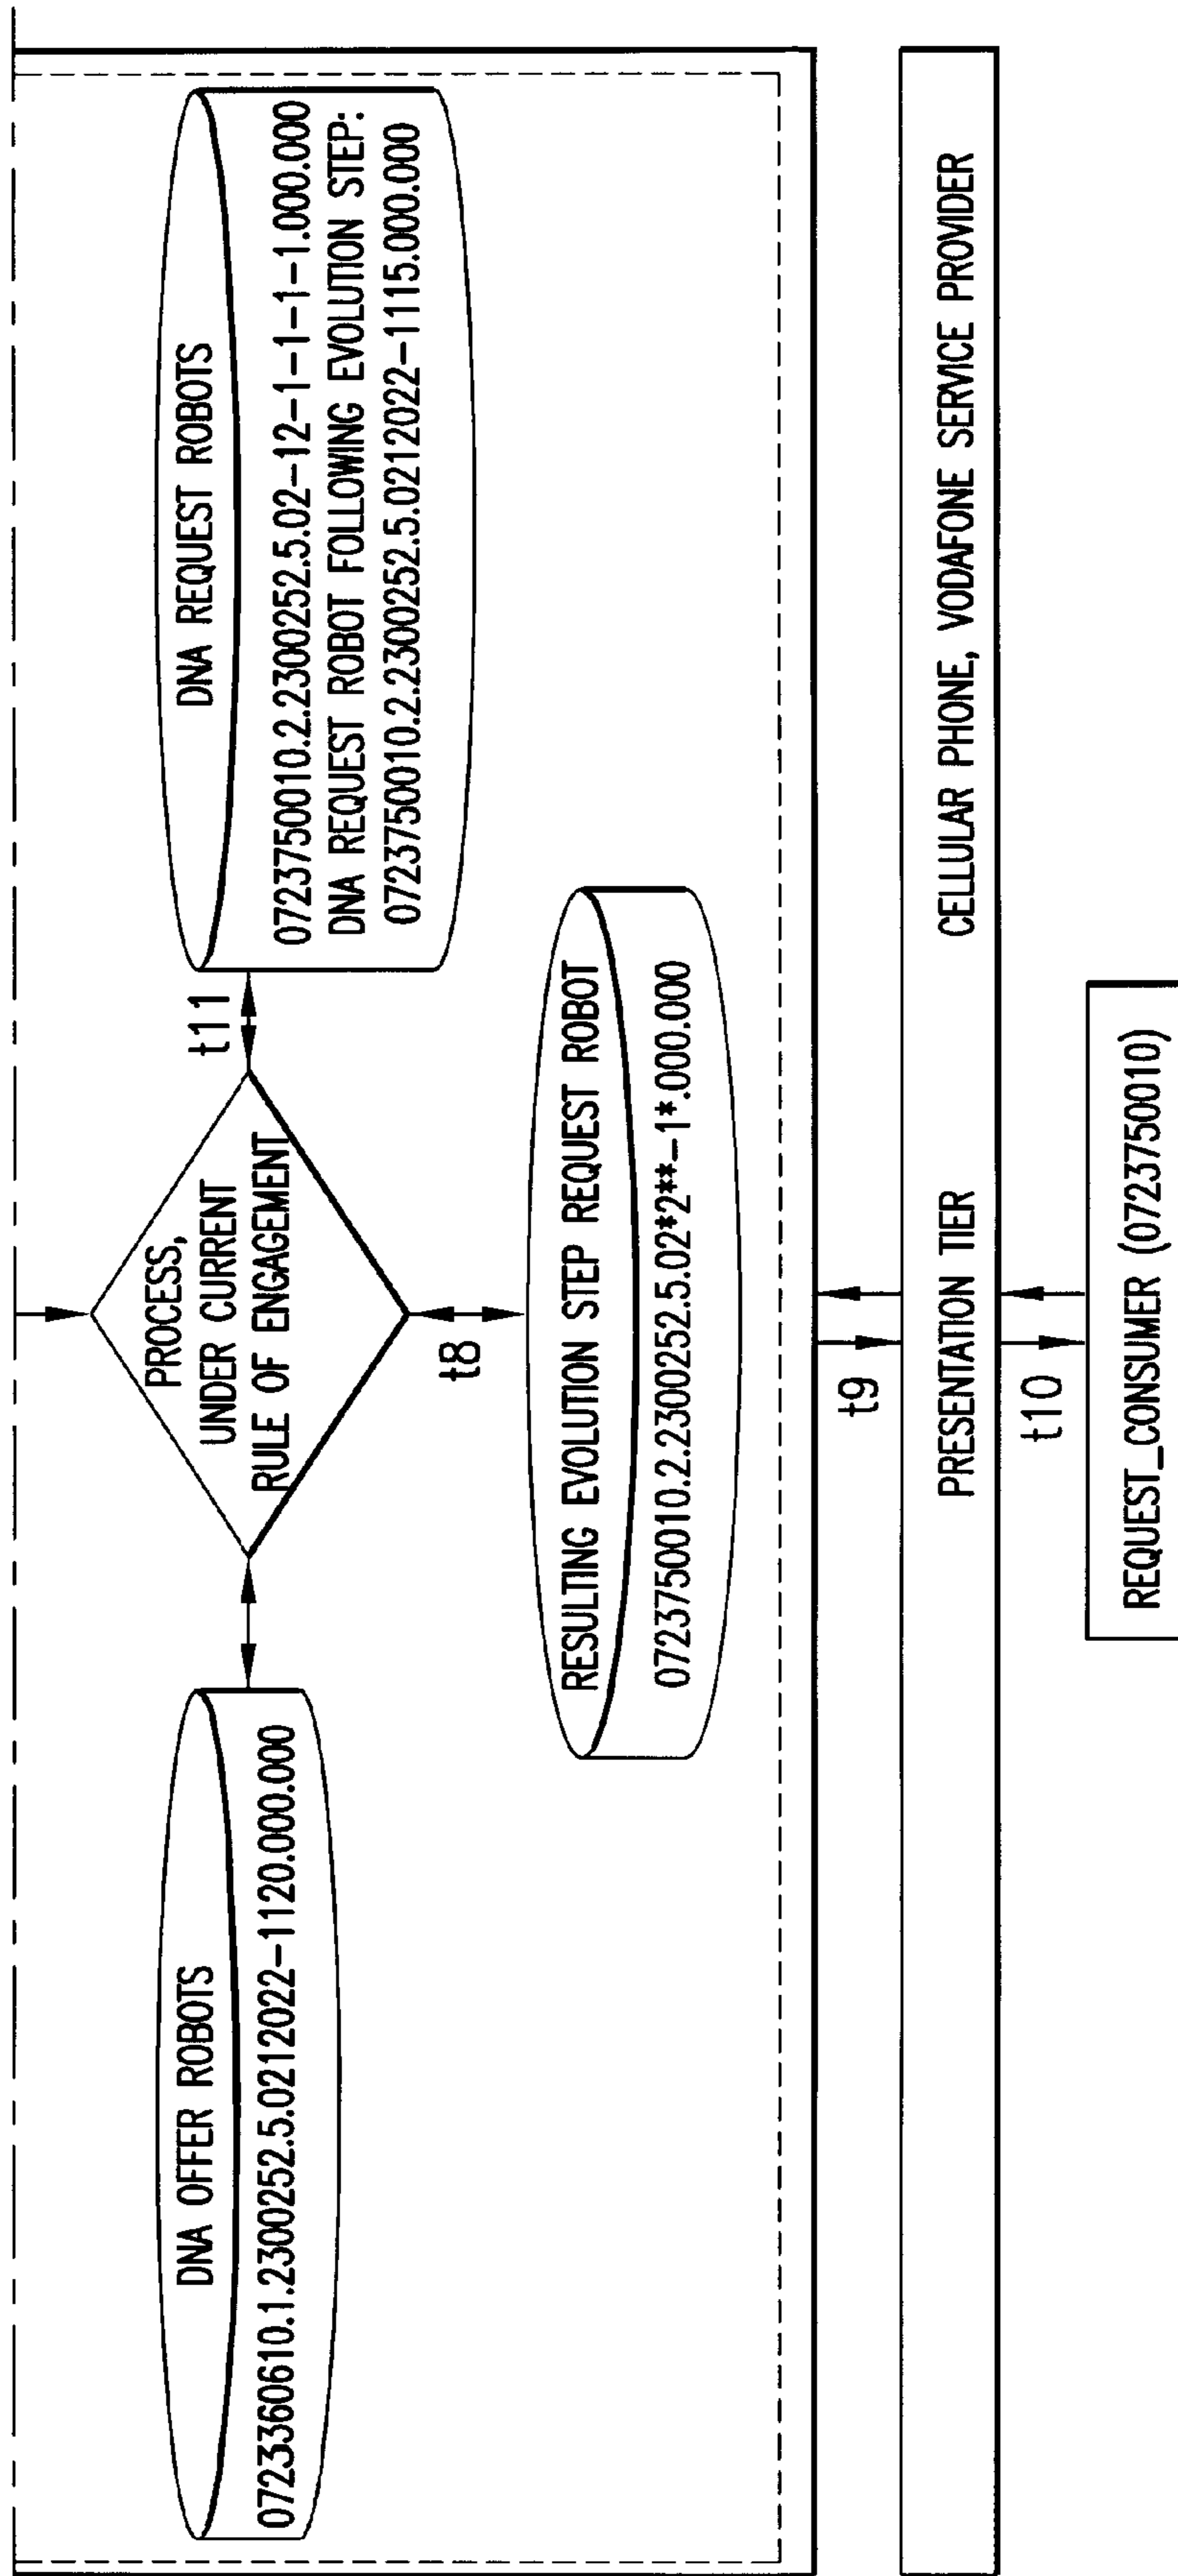 DNA OFFER ROBOTS
0723360610.1.2300252.5.0212022-1120.000.000
PROCESS,
UNDER CURRENT
RULE OF ENGAGEMENT
t11
DNA REQUEST ROBOTS
0723750010.2.2300252.5.02-12-1-1-1-1.000.000
DNA REQUEST ROBOT FOLLOWING EVOLUTION STEP:
0723750010.2.2300252.5.0212022-1115.000.000
t8
RESULTING EVOLUTION STEP REQUEST ROBOT
0723750010.2.2300252.5.02*2**-1*.000.000
t9
PRESENTATION TIER
CELLULAR PHONE, VODAFONE SERVICE PROVIDER
t10
REQUEST_CONSUMER (0723750010)